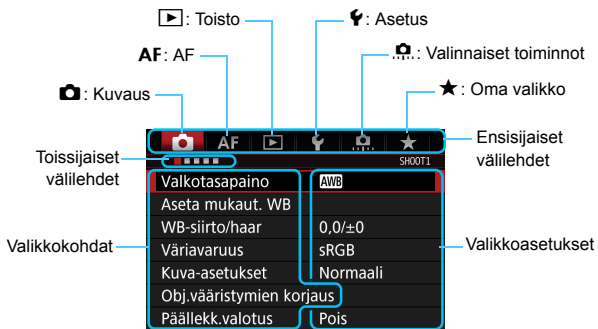 : Toisto
: Asetus
AF: AF
: Valinnaiset toiminnot
: Kuvaus
: Oma valikko
AF
Ensisijaiset
välilehdet
Toissijaiset
välilehdet
SHOOT1
Valkotasapaino AWB
Aseta mukaut. WB
WB-siirto/haar 0,0/±0
Väriavaruus sRGB
Kuva-asetukset Normaali
Obj.vääristymien korjaus
Päällekk.valotus Pois
Valikkokohdat
Valikkoasetukset